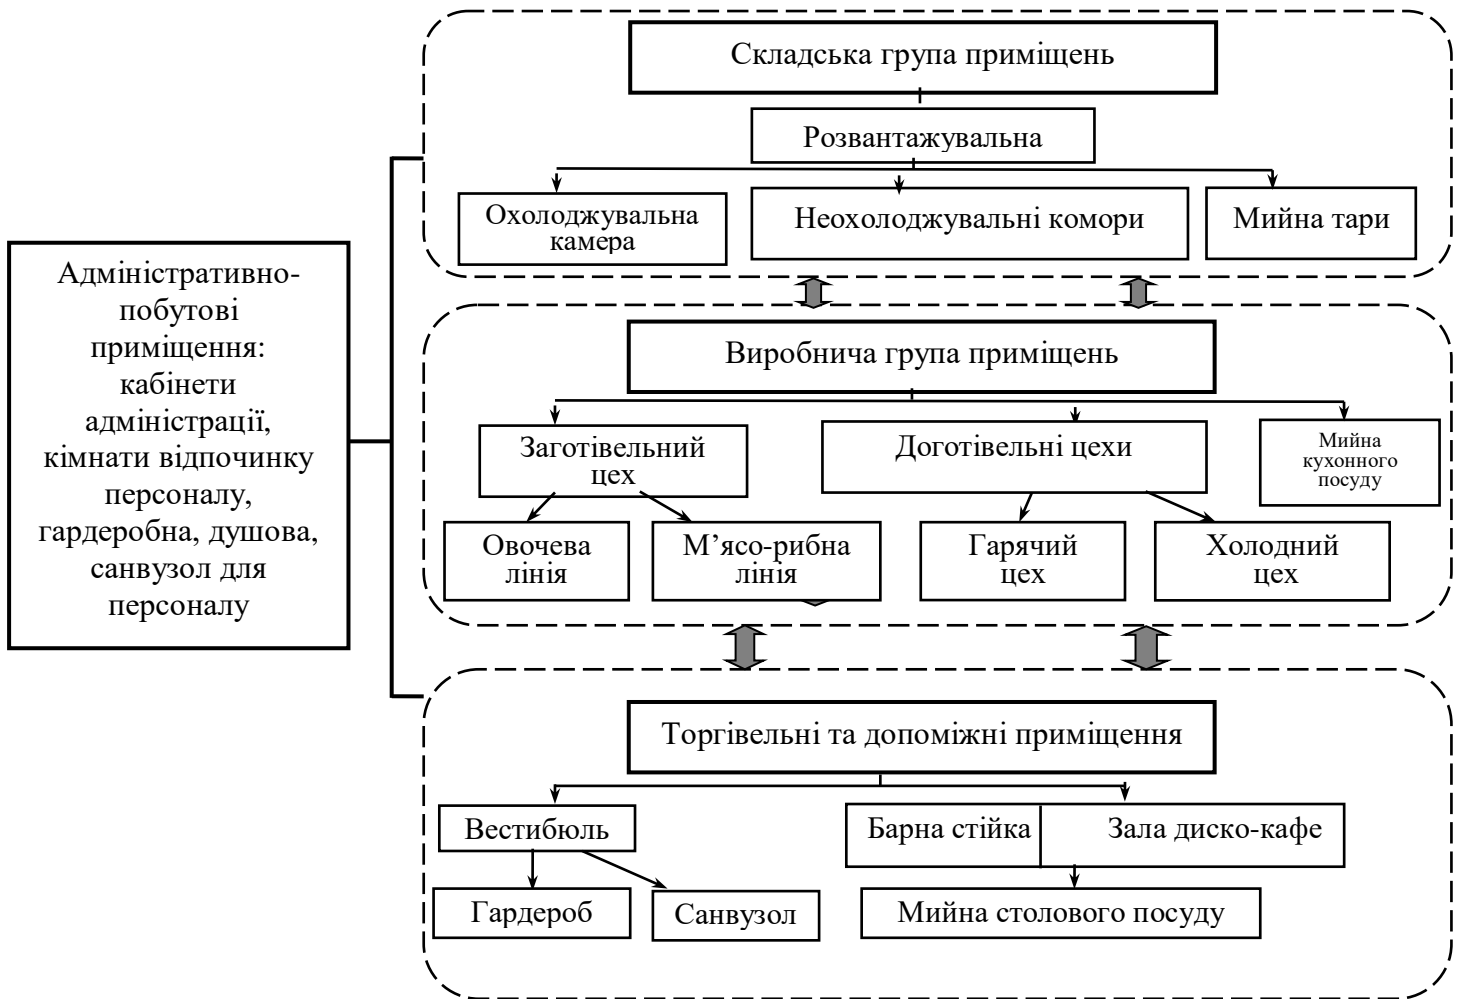 Складська група приміщень
Розвантажувальна
Охолоджувальна
камера
Неохолоджувальні комори
Мийна тари
Адміністративно-
побутові
приміщення:
кабінети
адміністрації,
кімнати відпочинку
персоналу,
гардеробна, душова,
санвузол для
персоналу
Виробнича група приміщень
Заготівельний
цех
Доготівельні цехи
Мийна
кухонного
посуду
Овочева
лінія
М’ясо-рибна
лінія
Гарячий
цех
Холодний
цех
Торгівельні та допоміжні приміщення
Вестибюль
Барна стійка
Зала диско-кафе
Гардероб
Санвузол
Мийна столового посуду